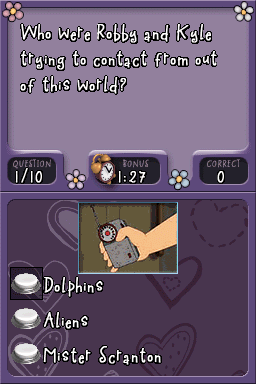 Who were Robby and Kyle
trying to contact from out
of this world?
QUESTION
1/10
BONUS
1:27
CORRECT
0
Dolphins
Aliens
Mister Scranton